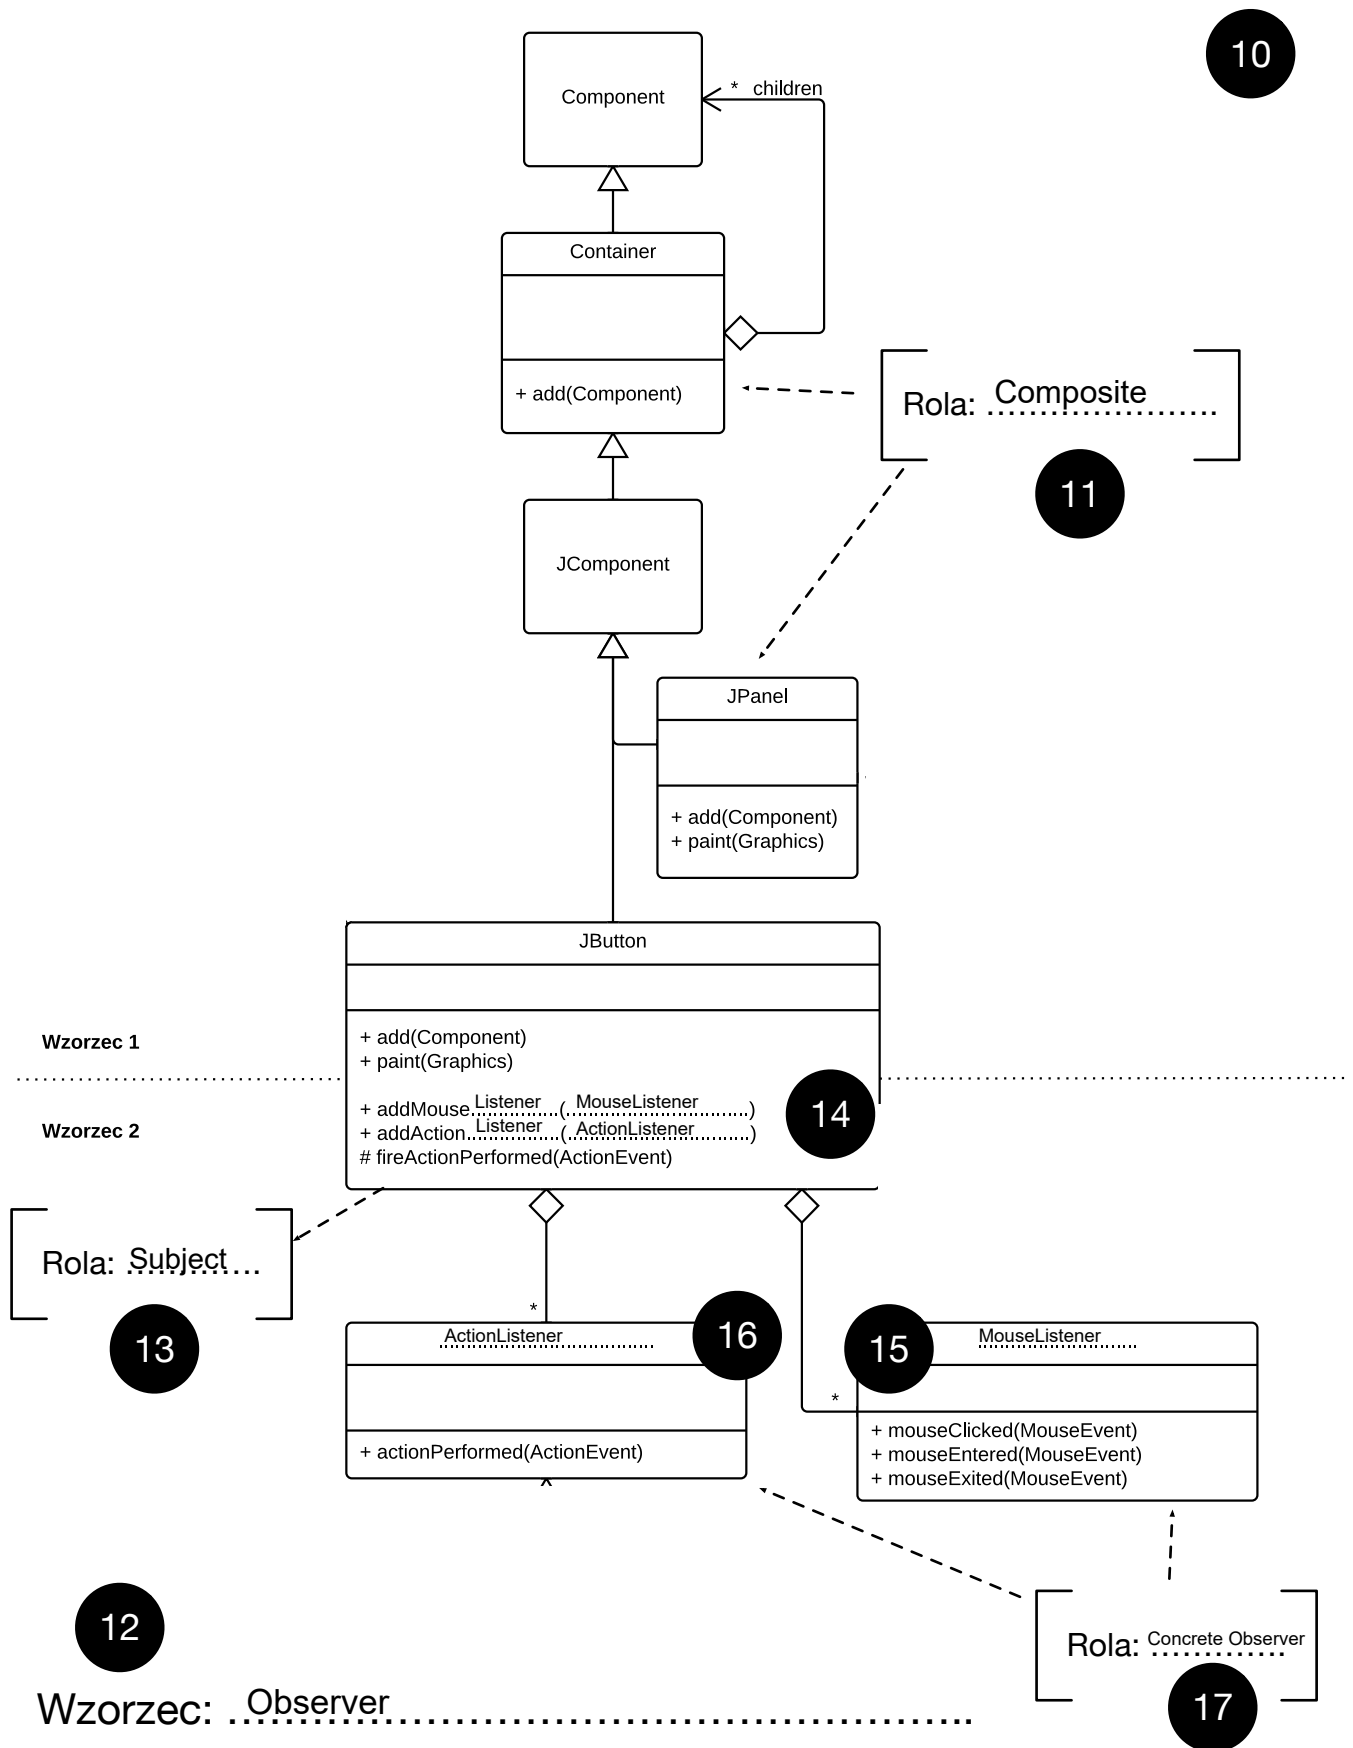 10
* children
Component
Container
+ add(Component)
Rola: Composite
11
JComponent
JPanel
+ add(Component)
+ paint(Graphics)
JButton
Wzorzec 1
+ add(Component)
+ paint(Graphics)
Wzorzec 2
+ addMouse Listener ( MouseListener )
+ addAction Listener ( ActionListener )
# fireActionPerformed(ActionEvent)
14
Rola: Subject
13
*
ActionListener
16
+ actionPerformed(ActionEvent)
15
MouseListener
*
+ mouseClicked(MouseEvent)
+ mouseEntered(MouseEvent)
+ mouseExited(MouseEvent)
12
Wzorzec: Observer
Rola: Concrete Observer
17